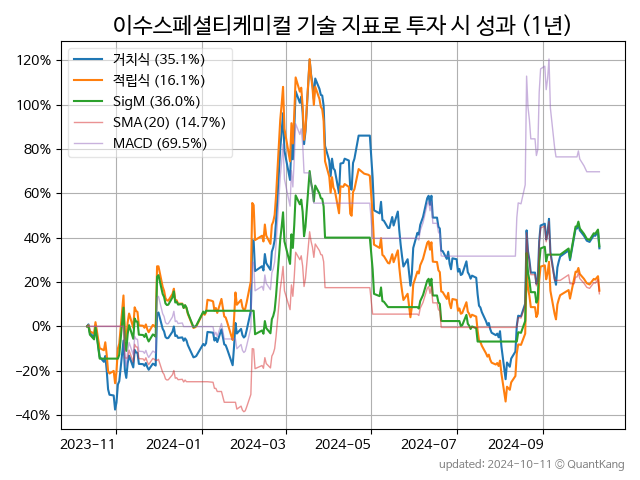 이수스페셜티케미컬 기술 지표로 투자 시 성과 (1년)
거치식 (35.1%)
적립식 (16.1%)
SigM (36.0%)
SMA(20) (14.7%)
MACD (69.5%)
120%
100%
80%
60%
40%
20%
0%
−20%
−40%
2023-11 2024-01 2024-03 2024-05 2024-07 2024-09
updated: 2024-10-11 © QuantKang